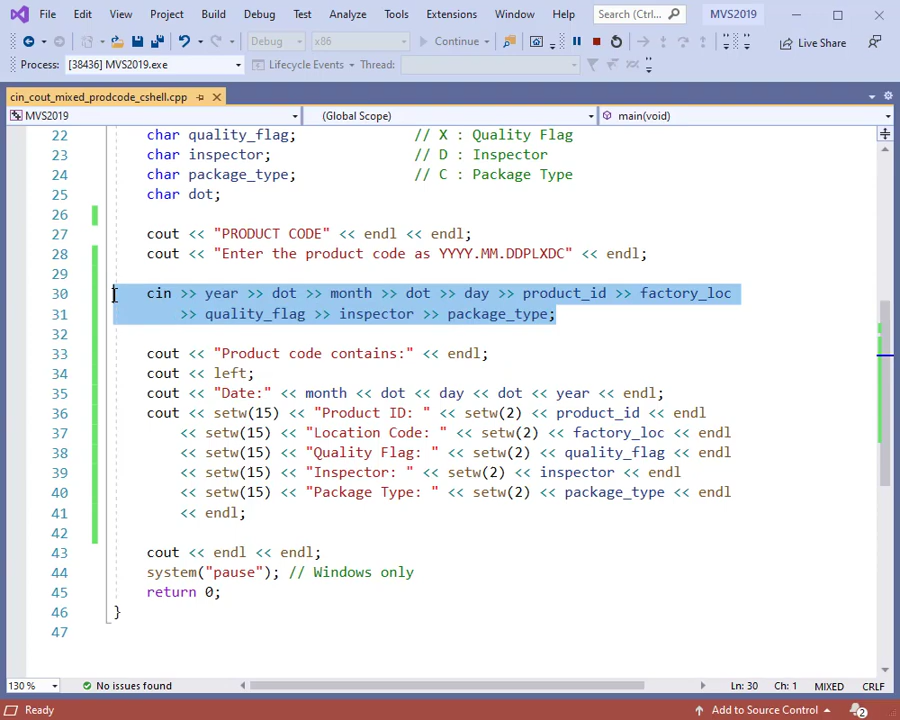 File Edit View Project Build Debug Test Analyze Tools Extensions Window Help Search (Ctrl... MVS2019
Debug x86 Continue Live Share
Process: [38436] MVS2019.exe Lifecycle Events Thread:
cin_cout_mixed_prodcode_cshell.cpp
MVS2019 (Global Scope) main(void)
22 char quality_flag; // X : Quality Flag
23 char inspector; // D : Inspector
24 char package_type; // C : Package Type
25 char dot;
26
27 cout << "PRODUCT CODE" << endl << endl;
28 cout << "Enter the product code as YYYY.MM.DDPLXDC" << endl;
29
30 cin >> year >> dot >> month >> dot >> day >> product_id >> factory_loc
31 >> quality_flag >> inspector >> package_type;
32
33 cout << "Product code contains:" << endl;
34 cout << left;
35 cout << "Date:" << month << dot << day << dot << year << endl;
36 cout << setw(15) << "Product ID: " << setw(2) << product_id << endl
37 << setw(15) << "Location Code: " << setw(2) << factory_loc << endl
38 << setw(15) << "Quality Flag: " << setw(2) << quality_flag << endl
39 << setw(15) << "Inspector: " << setw(2) << inspector << endl
40 << setw(15) << "Package Type: " << setw(2) << package_type << endl
41 << endl;
42
43 cout << endl << endl;
44 system("pause"); // Windows only
45 return 0;
46 }
47
130 % No issues found Ln: 30 Ch: 1 MIXED CRLF
Ready Add to Source Control 2